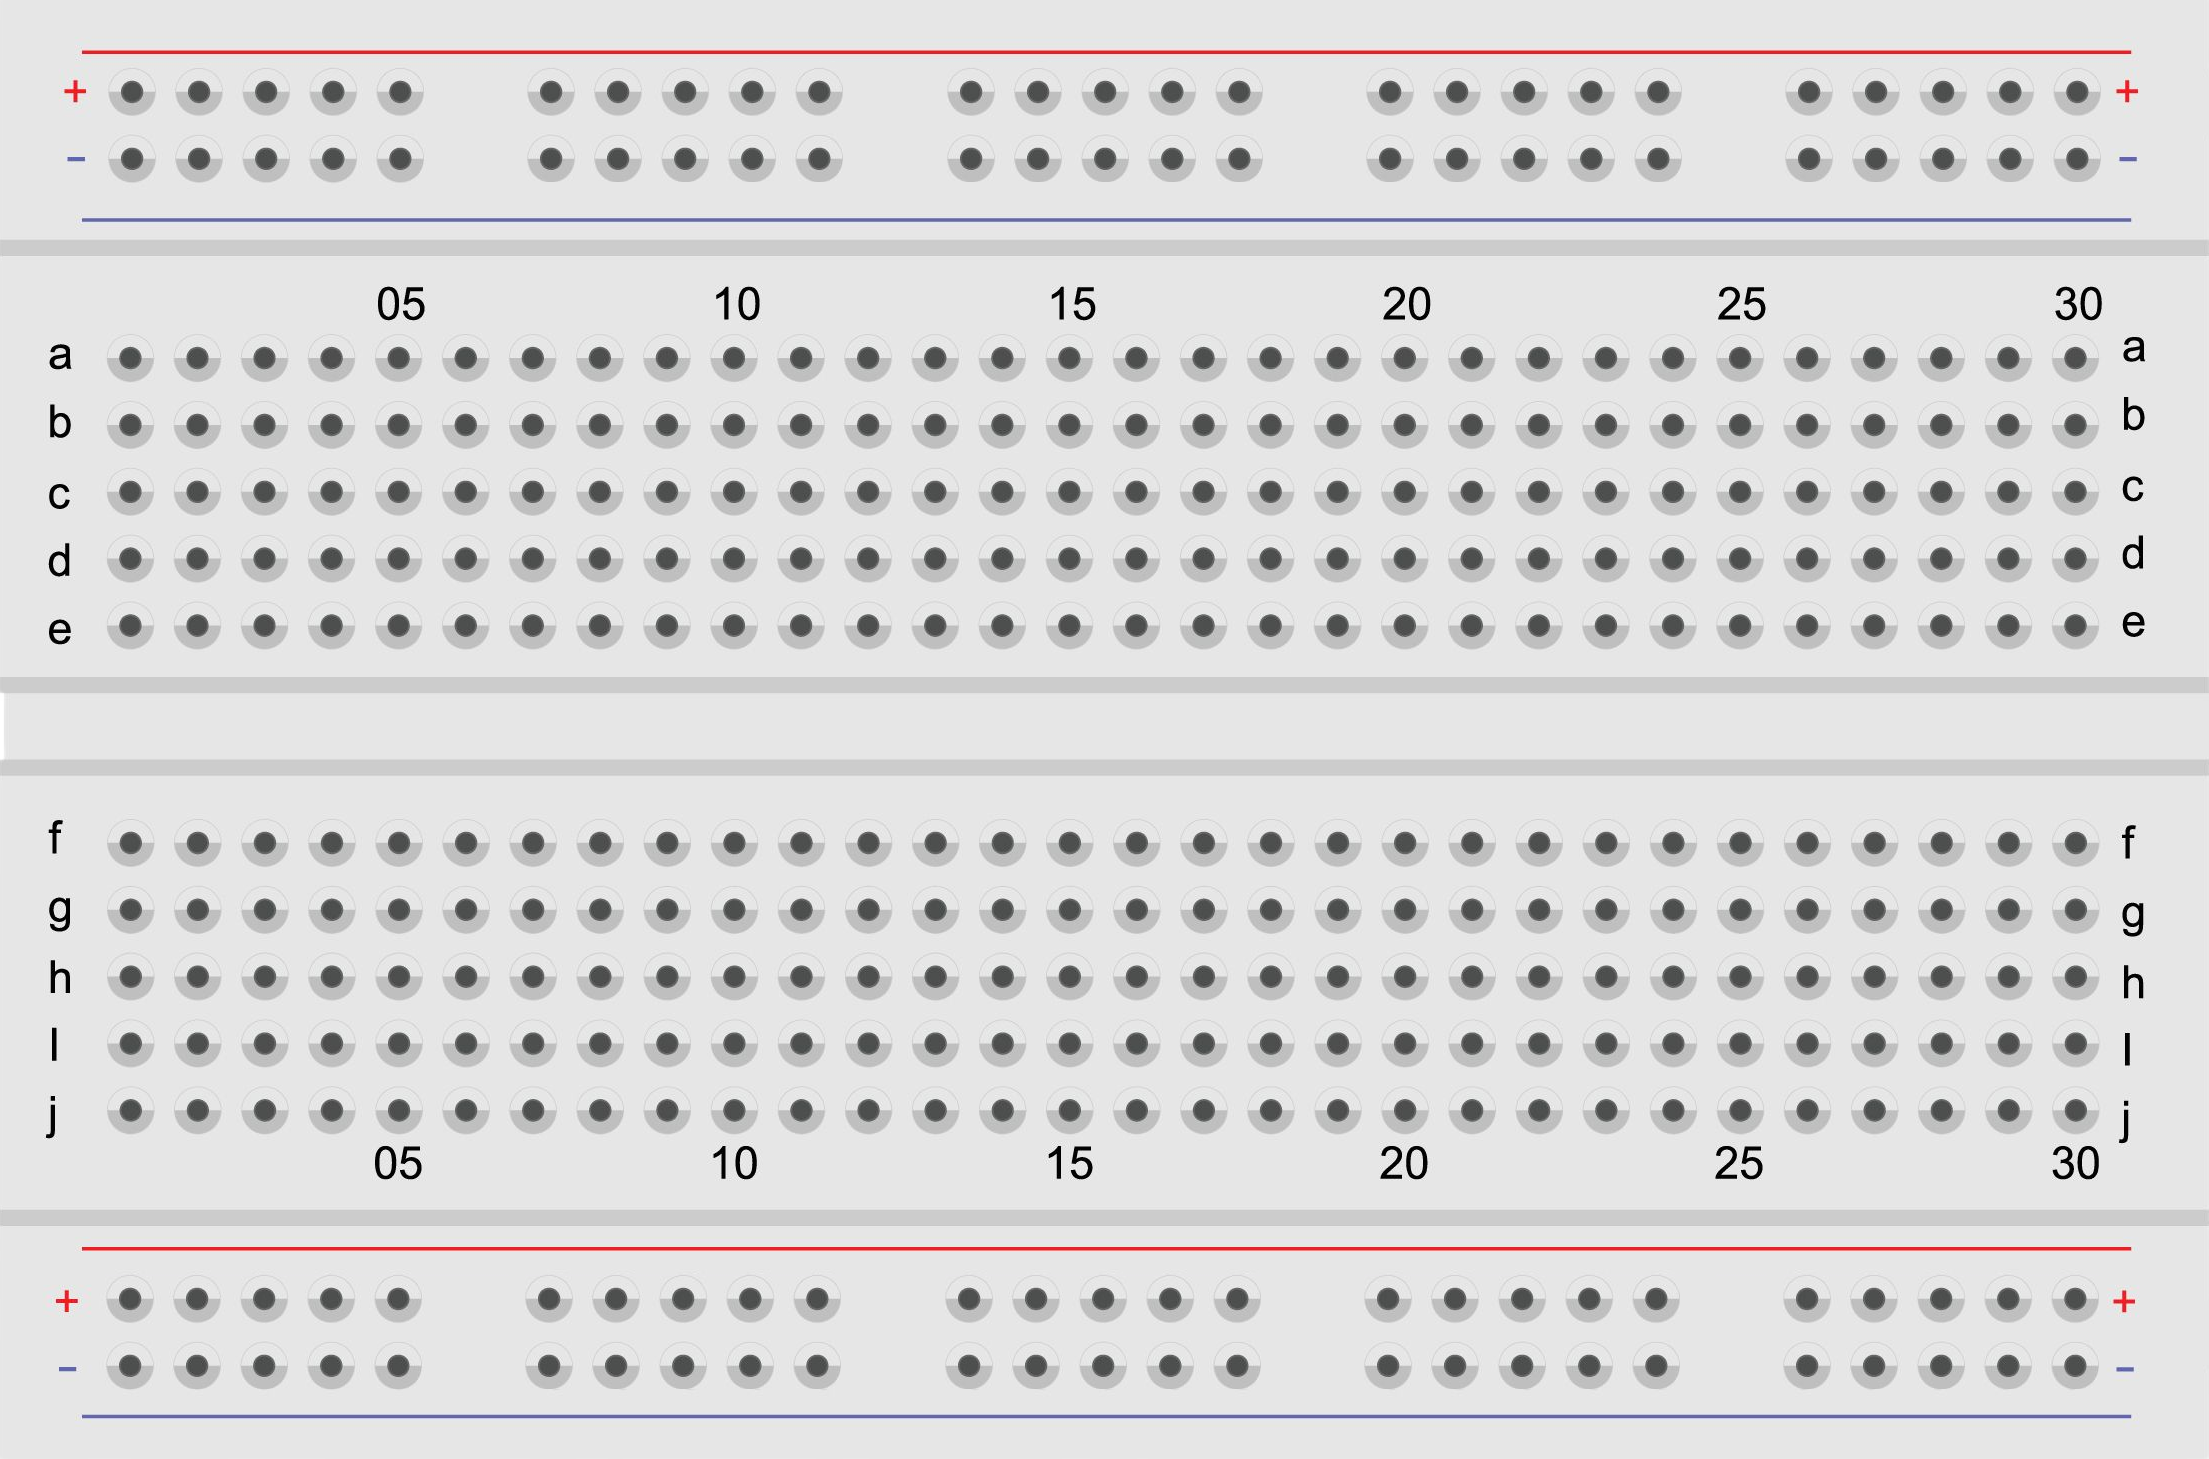 + +
– –
05 10 15 20 25 30
a a
b b
c c
d d
e e
f f
g g
h h
I I
j j
05 10 15 20 25 30
+ +
– –